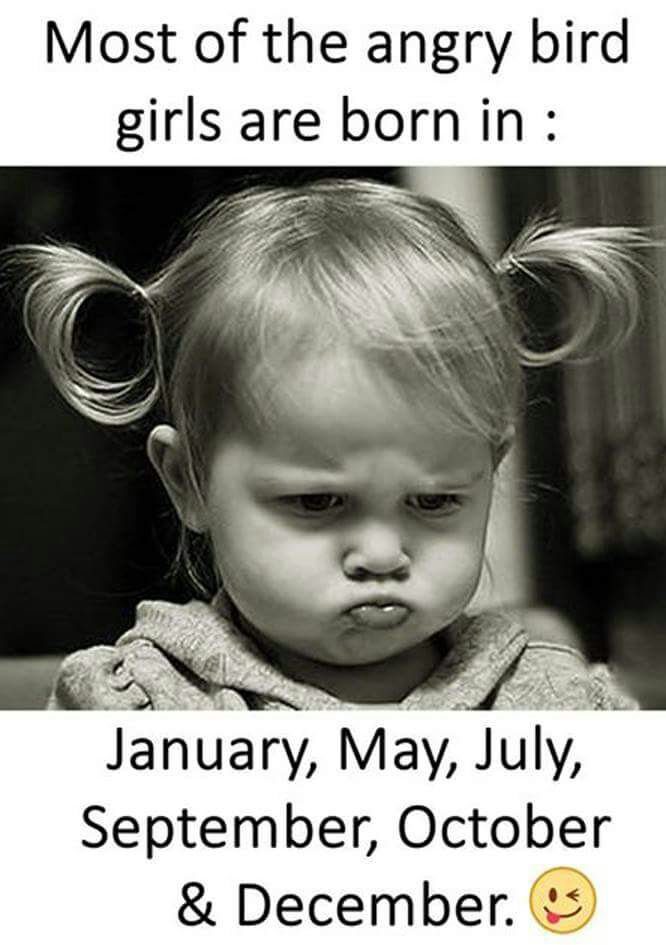 Most of the angry bird
girls are born in :
January, May, July,
September, October
& December. 😜